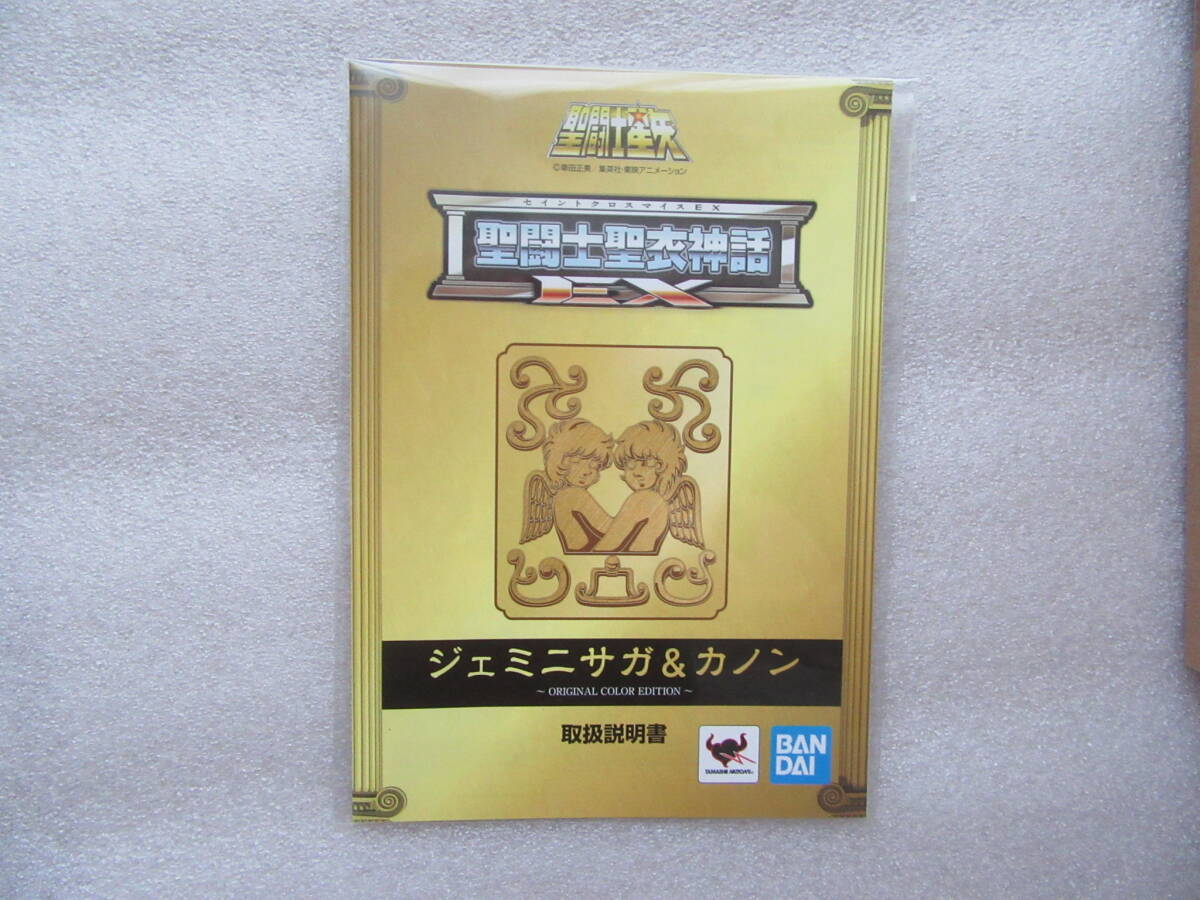 聖闘士星矢
©車田正美／集英社・東映アニメーション
セイントクロスマイスEX
聖闘士聖衣神話
EX
ジェミニサガ&カノン
～ORIGINAL COLOR EDITION～
取扱説明書
TAMASHII NATIONS
BAN
DAI